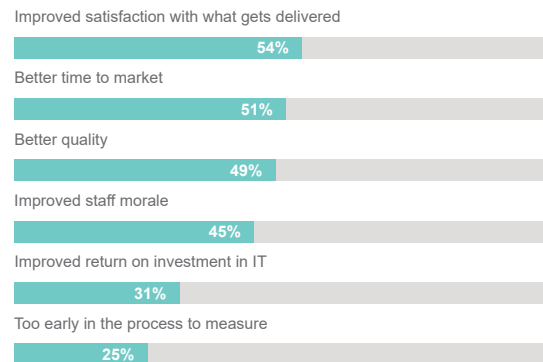 Improved satisfaction with what gets delivered
54%
Better time to market
51%
Better quality
49%
Improved staff morale
45%
Improved return on investment in IT
31%
Too early in the process to measure
25%